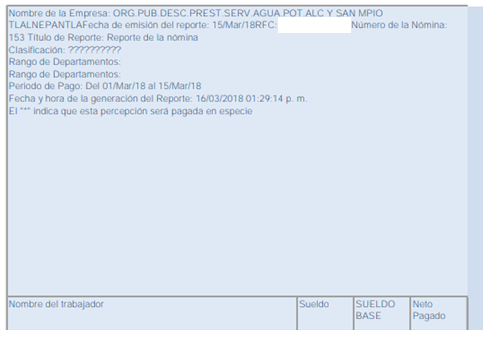 Nombre de la Empresa: ORG.PUB.DESC.PREST.SERV AGUA.POT.ALC Y SAN MPIO
TLALNEPANTLAFecha de emisión del reporte: 15/Mar/18RFC: Número de la Nómina:
153 Título de Reporte: Reporte de la nómina
Clasificación: ??????????
Rango de Departamentos:
Rango de Departamentos:
Periodo de Pago: Del 01/Mar/18 al 15/Mar/18
Fecha y hora de la generación del Reporte: 16/03/2018 01:29:14 p. m.
El "*" indica que esta percepción será pagada en especie
Nombre del trabajador Sueldo SUELDO Neto
BASE Pagado